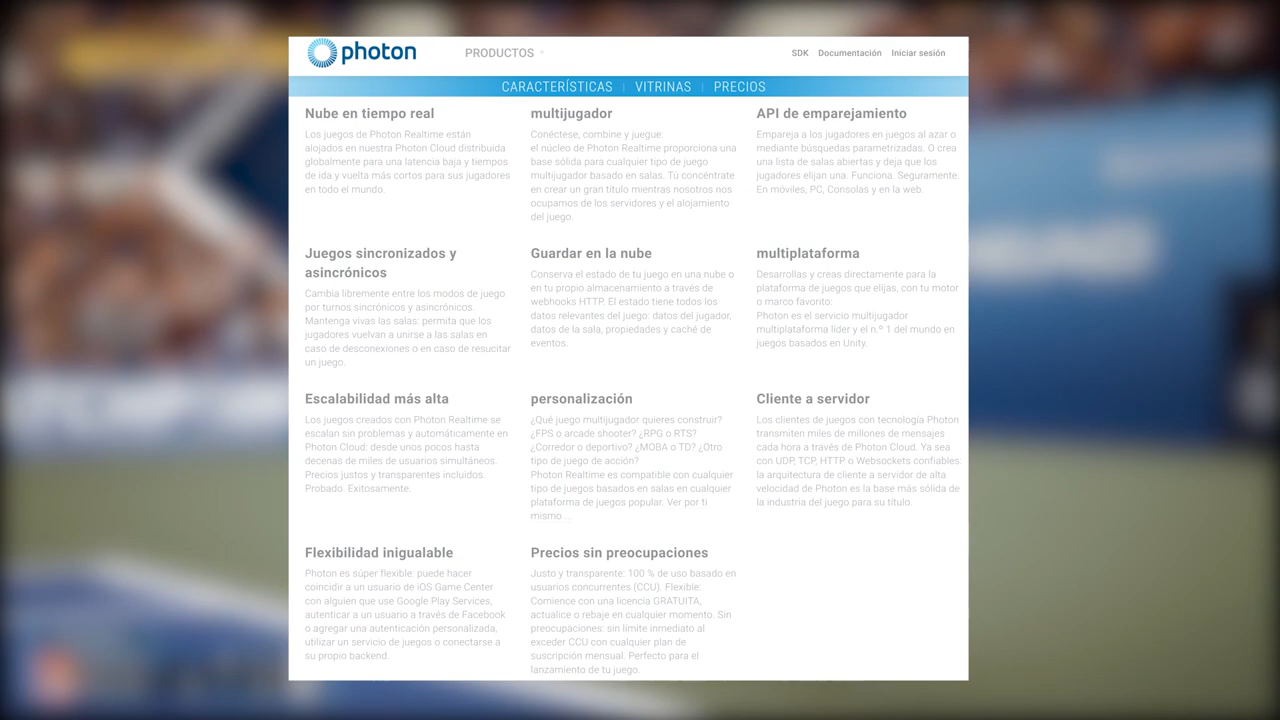 photon
PRODUCTOS
SDK Documentación Iniciar sesión
CARACTERÍSTICAS | VITRINAS | PRECIOS
Nube en tiempo real
Los juegos de Photon Realtime están
alojados en nuestra Photon Cloud distribuida
globalmente para una latencia baja y tiempos
de ida y vuelta más cortos para sus jugadores
en todo el mundo.
multijugador
Conéctese, combine y juegue:
el núcleo de Photon Realtime proporciona una
base sólida para cualquier tipo de juego
multijugador basado en salas. Tú concéntrate
en crear un gran título mientras nosotros nos
ocupamos de los servidores y el alojamiento
del juego.
API de emparejamiento
Empareja a los jugadores en juegos al azar o
mediante búsquedas parametrizadas. O crea
una lista de salas abiertas y deja que los
jugadores elijan una. Funciona. Seguramente.
En móviles, PC, Consolas y en la web.
Juegos sincronizados y
asincrónicos
Cambia libremente entre los modos de juego
por turnos sincrónicos y asincrónicos.
Mantenga vivas las salas: permita que los
jugadores vuelvan a unirse a las salas en
caso de desconexiones o en caso de resucitar
un juego.
Guardar en la nube
Conserva el estado de tu juego en una nube o
en tu propio almacenamiento a través de
webhooks HTTP. El estado tiene todos los
datos relevantes del juego: datos del jugador,
datos de la sala, propiedades y caché de
eventos.
multiplataforma
Desarrollas y creas directamente para la
plataforma de juegos que elijas, con tu motor
o marco favorito:
Photon es el servicio multijugador
multiplataforma líder y el n.º 1 del mundo en
juegos basados en Unity.
Escalabilidad más alta
Los juegos creados con Photon Realtime se
escalan sin problemas y automáticamente en
Photon Cloud: desde unos pocos hasta
decenas de miles de usuarios simultáneos.
Precios justos y transparentes incluidos.
Probado. Exitosamente.
personalización
¿Qué juego multijugador quieres construir?
¿FPS o arcade shooter? ¿RPG o RTS?
¿Corredor o deportivo? ¿MOBA o TD? ¿Otro
tipo de juego de acción?
Photon Realtime es compatible con cualquier
tipo de juegos basados en salas en cualquier
plataforma de juegos popular. Ver por ti
mismo ...
Cliente a servidor
Los clientes de juegos con tecnología Photon
transmiten miles de millones de mensajes
cada hora a través de Photon Cloud. Ya sea
con UDP, TCP, HTTP o Websockets confiables:
la arquitectura de cliente a servidor de alta
velocidad de Photon es la base más sólida de
la industria del juego para su título.
Flexibilidad inigualable
Photon es súper flexible: puede hacer
coincidir a un usuario de iOS Game Center
con alguien que use Google Play Services,
autenticar a un usuario a través de Facebook
o agregar una autenticación personalizada,
utilizar un servicio de juegos o conectarse a
su propio backend.
Precios sin preocupaciones
Justo y transparente: 100 % de uso basado en
usuarios concurrentes (CCU). Flexible:
Comience con una licencia GRATUITA,
actualice o rebaje en cualquier momento. Sin
preocupaciones: sin límite inmediato al
exceder CCU con cualquier plan de
suscripción mensual. Perfecto para el
lanzamiento de tu juego.